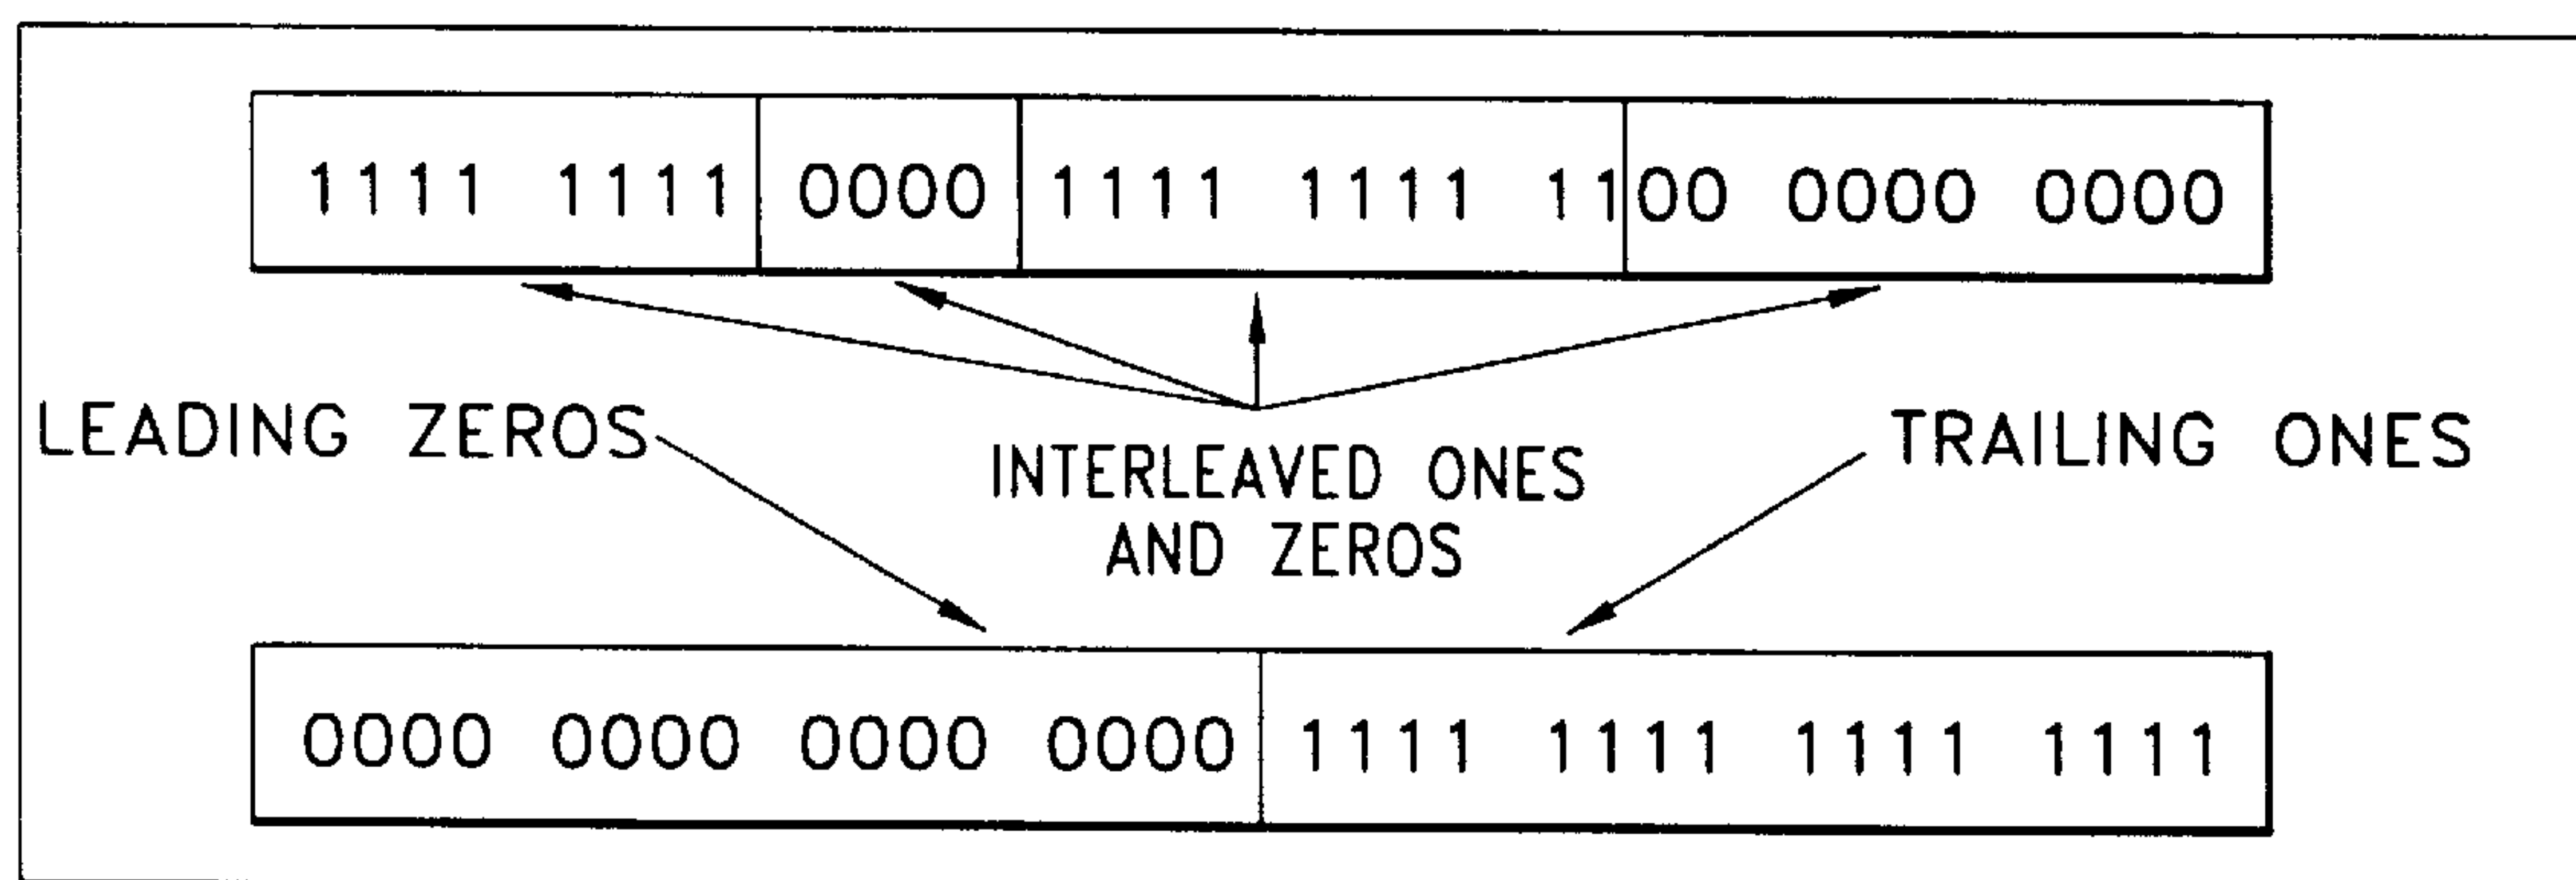 1111 1111 0000 1111 1111 1100 0000 0000
LEADING ZEROS
INTERLEAVED ONES
AND ZEROS
TRAILING ONES
0000 0000 0000 0000 1111 1111 1111 1111